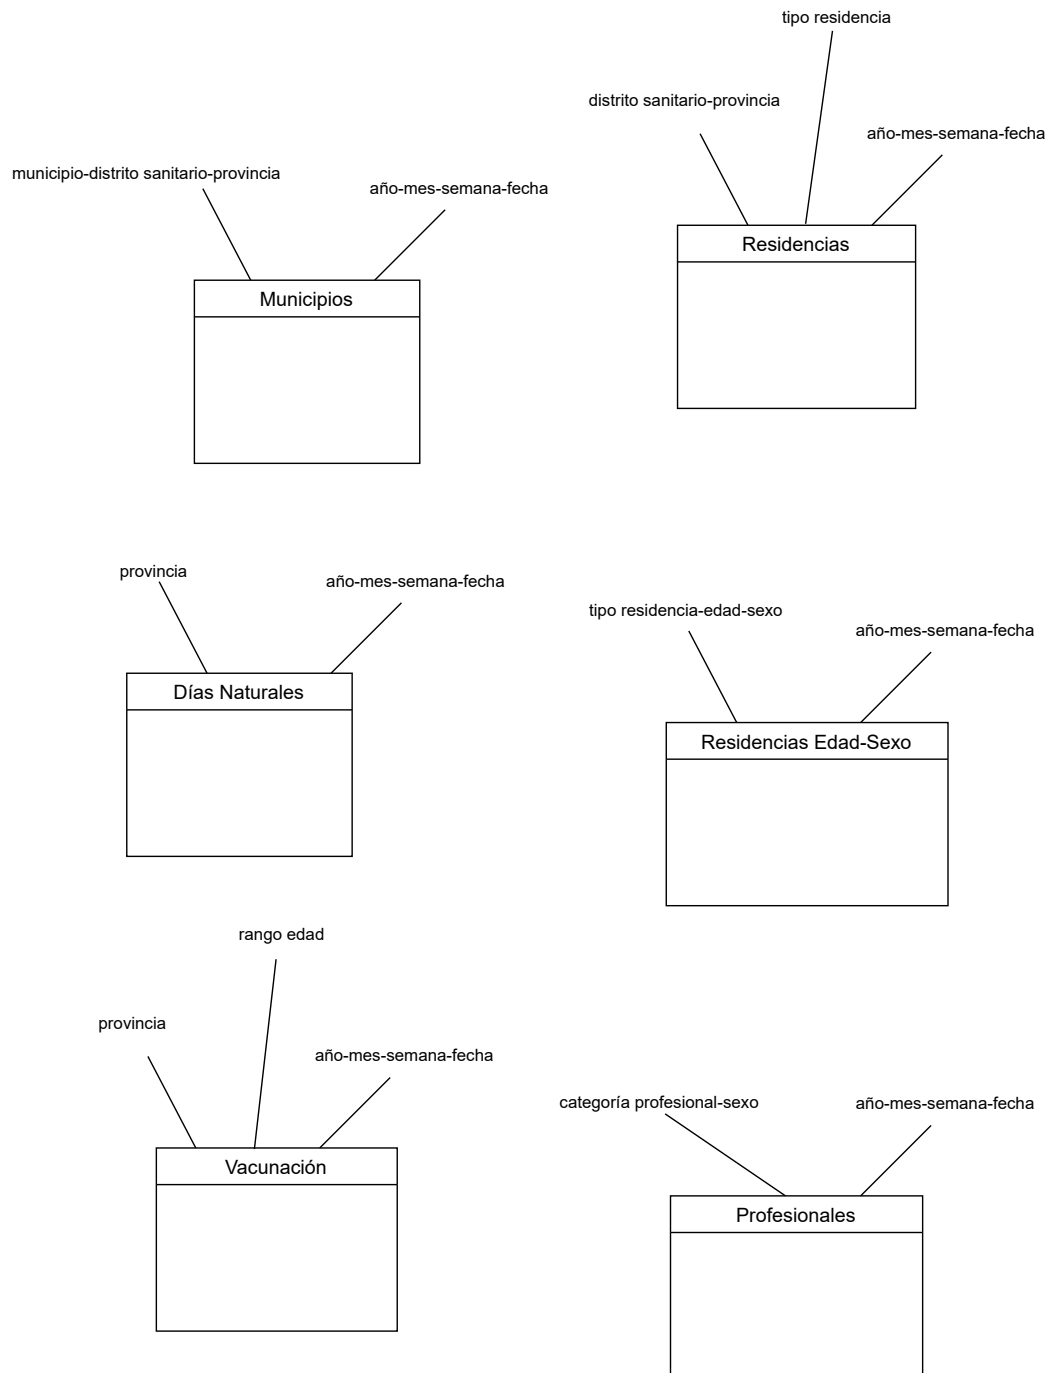 tipo residencia
distrito sanitario-provincia
año-mes-semana-fecha
municipio-distrito sanitario-provincia
año-mes-semana-fecha
Residencias
Municipios
provincia
año-mes-semana-fecha
tipo residencia-edad-sexo
año-mes-semana-fecha
Días Naturales
Residencias Edad-Sexo
rango edad
provincia
año-mes-semana-fecha
categoría profesional-sexo
año-mes-semana-fecha
Vacunación
Profesionales